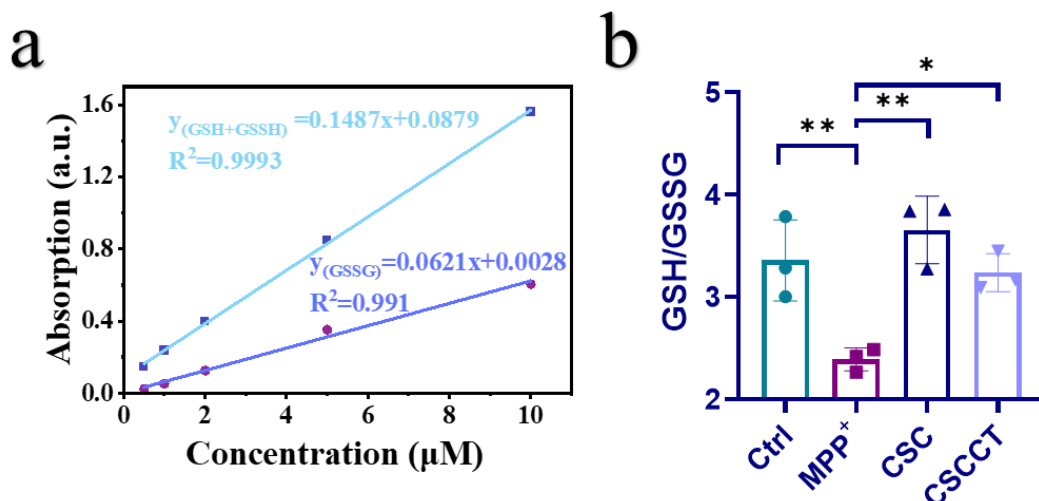 a
1.6
1.2
0.8
0.4
0.0
0
2
4
6
8
10
Absorption (a.u.)
Concentration (μM)
y(GSH+GSSH) =0.1487x+0.0879
R²=0.9993
y(GSSG)=0.0621x+0.0028
R²=0.991
b
5
4
3
2
GSH/GSSG
**
**
*
Ctrl
MPP×
CSC
CSCCT